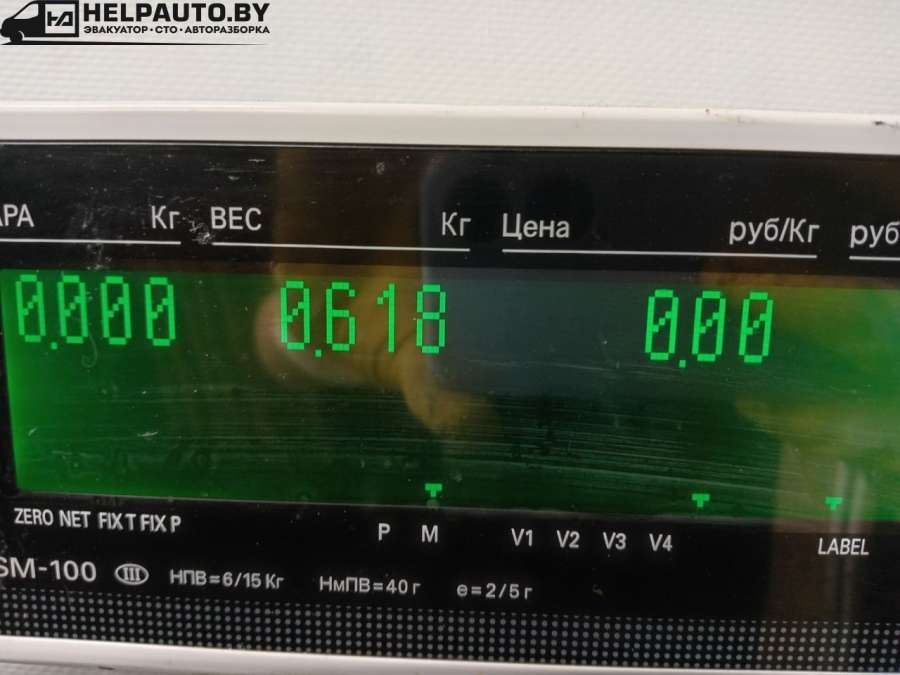 HELPAUTO.BY
ЭВАКУАТОР · СТО · АВТОРАЗБОРКА
АРА Кг ВЕС Кг Цена руб/Кг руб
0.000 0.618 0.00
ZERO NET FIX T FIX P P M V1 V2 V3 V4 LABEL
SM-100 III НПВ=6/15 Кг НмПВ=40 г e=2/5 г